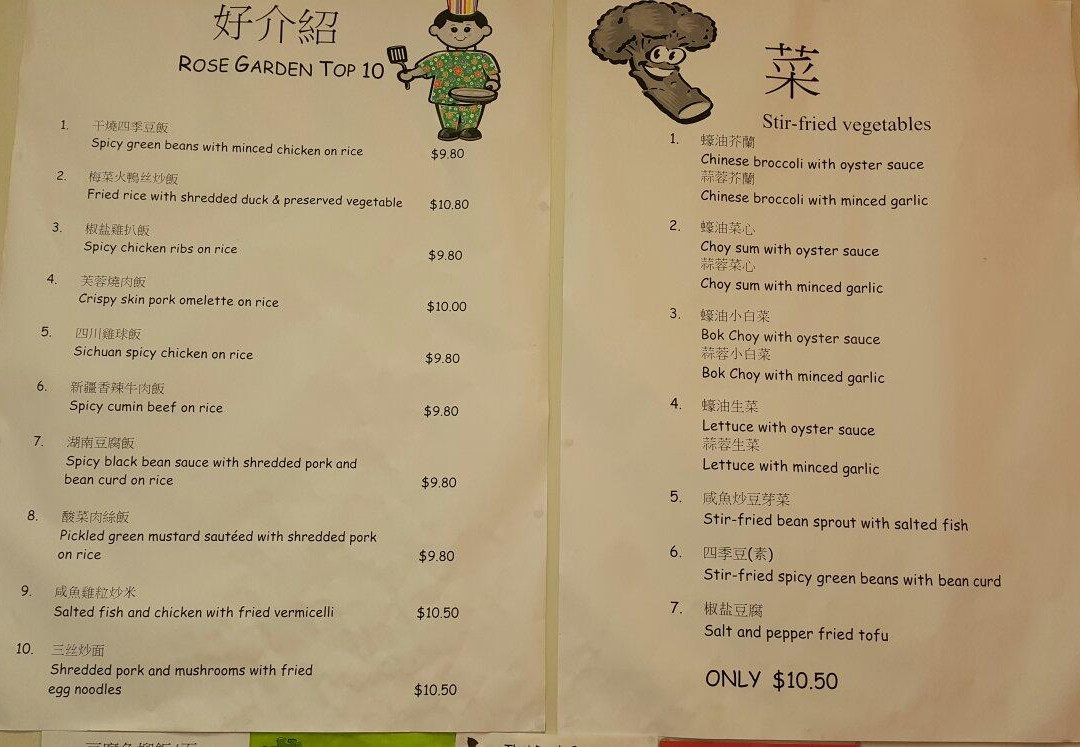 好介紹
ROSE GARDEN TOP 10
1. 干燒四季豆飯
Spicy green beans with minced chicken on rice $9.80
2. 梅菜火鴨丝炒飯
Fried rice with shredded duck & preserved vegetable $10.80
3. 椒盐雞扒飯
Spicy chicken ribs on rice $9.80
4. 芙蓉燒肉飯
Crispy skin pork omelette on rice $10.00
5. 四川雞球飯
Sichuan spicy chicken on rice $9.80
6. 新疆香辣牛肉飯
Spicy cumin beef on rice $9.80
7. 湖南豆腐飯
Spicy black bean sauce with shredded pork and
bean curd on rice $9.80
8. 酸菜肉絲飯
Pickled green mustard sautéed with shredded pork
on rice $9.80
9. 咸魚雞粒炒米
Salted fish and chicken with fried vermicelli $10.50
10. 三丝炒面
Shredded pork and mushrooms with fried
egg noodles $10.50
菜
Stir-fried vegetables
1. 蠔油芥蘭
Chinese broccoli with oyster sauce
蒜蓉芥蘭
Chinese broccoli with minced garlic
2. 蠔油菜心
Choy sum with oyster sauce
蒜蓉菜心
Choy sum with minced garlic
3. 蠔油小白菜
Bok Choy with oyster sauce
蒜蓉小白菜
Bok Choy with minced garlic
4. 蠔油生菜
Lettuce with oyster sauce
蒜蓉生菜
Lettuce with minced garlic
5. 咸魚炒豆芽菜
Stir-fried bean sprout with salted fish
6. 四季豆(素)
Stir-fried spicy green beans with bean curd
7. 椒盐豆腐
Salt and pepper fried tofu
ONLY $10.50